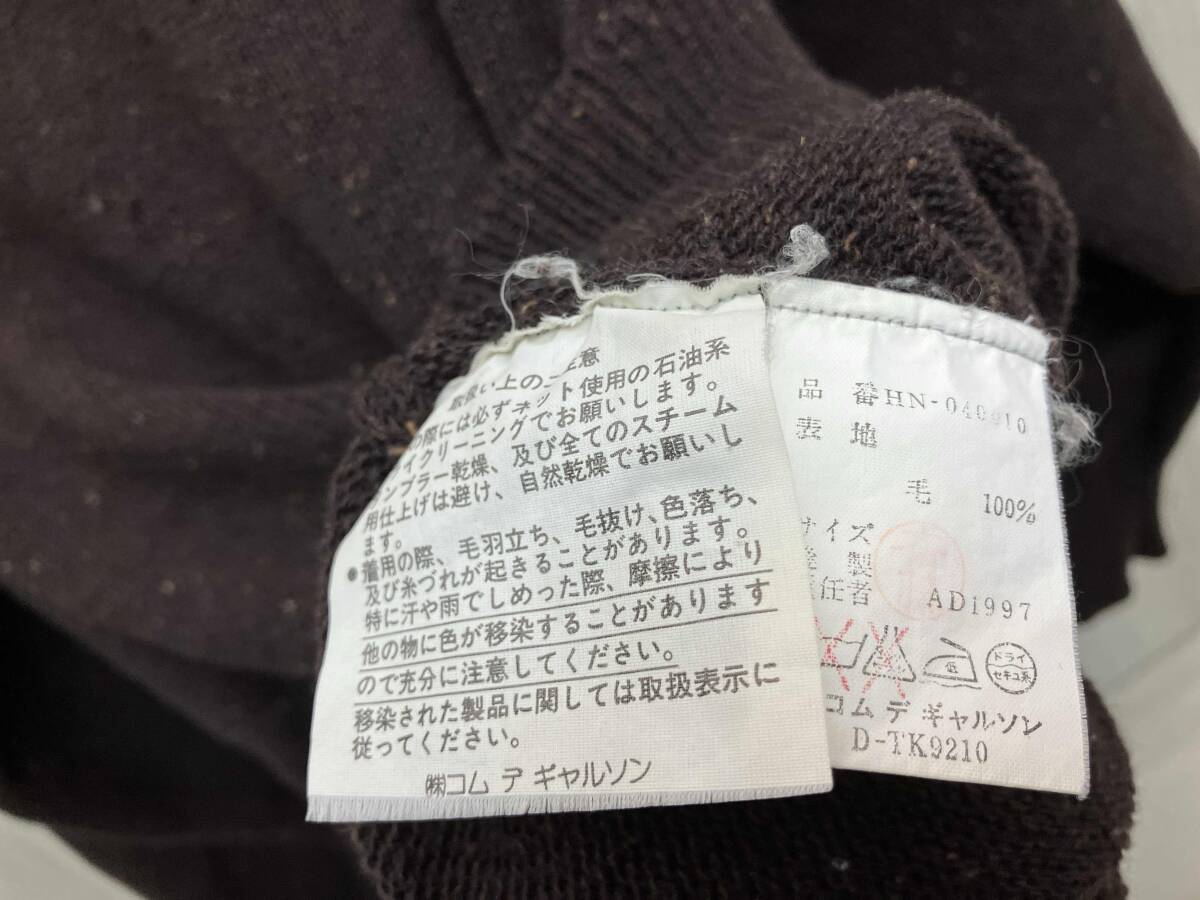 取扱い上のご注意
の際には必ずネット使用の石油系
イクリーニングでお願いします。
ンブラー乾燥、及び全てのスチーム
用仕上げは避け、自然乾燥でお願いし
ます。
●着用の際、毛羽立ち、毛抜け、色落ち、
及び糸づれが起きることがあります。
特に汗や雨でしめった際、摩擦により
他の物に色が移染することがあります
ので充分に注意してください。
移染された製品に関しては取扱表示に
従ってください。
㈱コム デ ギャルソン
品 番 HN-040910
表 地
毛 100%
サイズ
製
任者 AD1997
低
ドライ
セキユ系
コム デ ギャルソン
D-TK9210